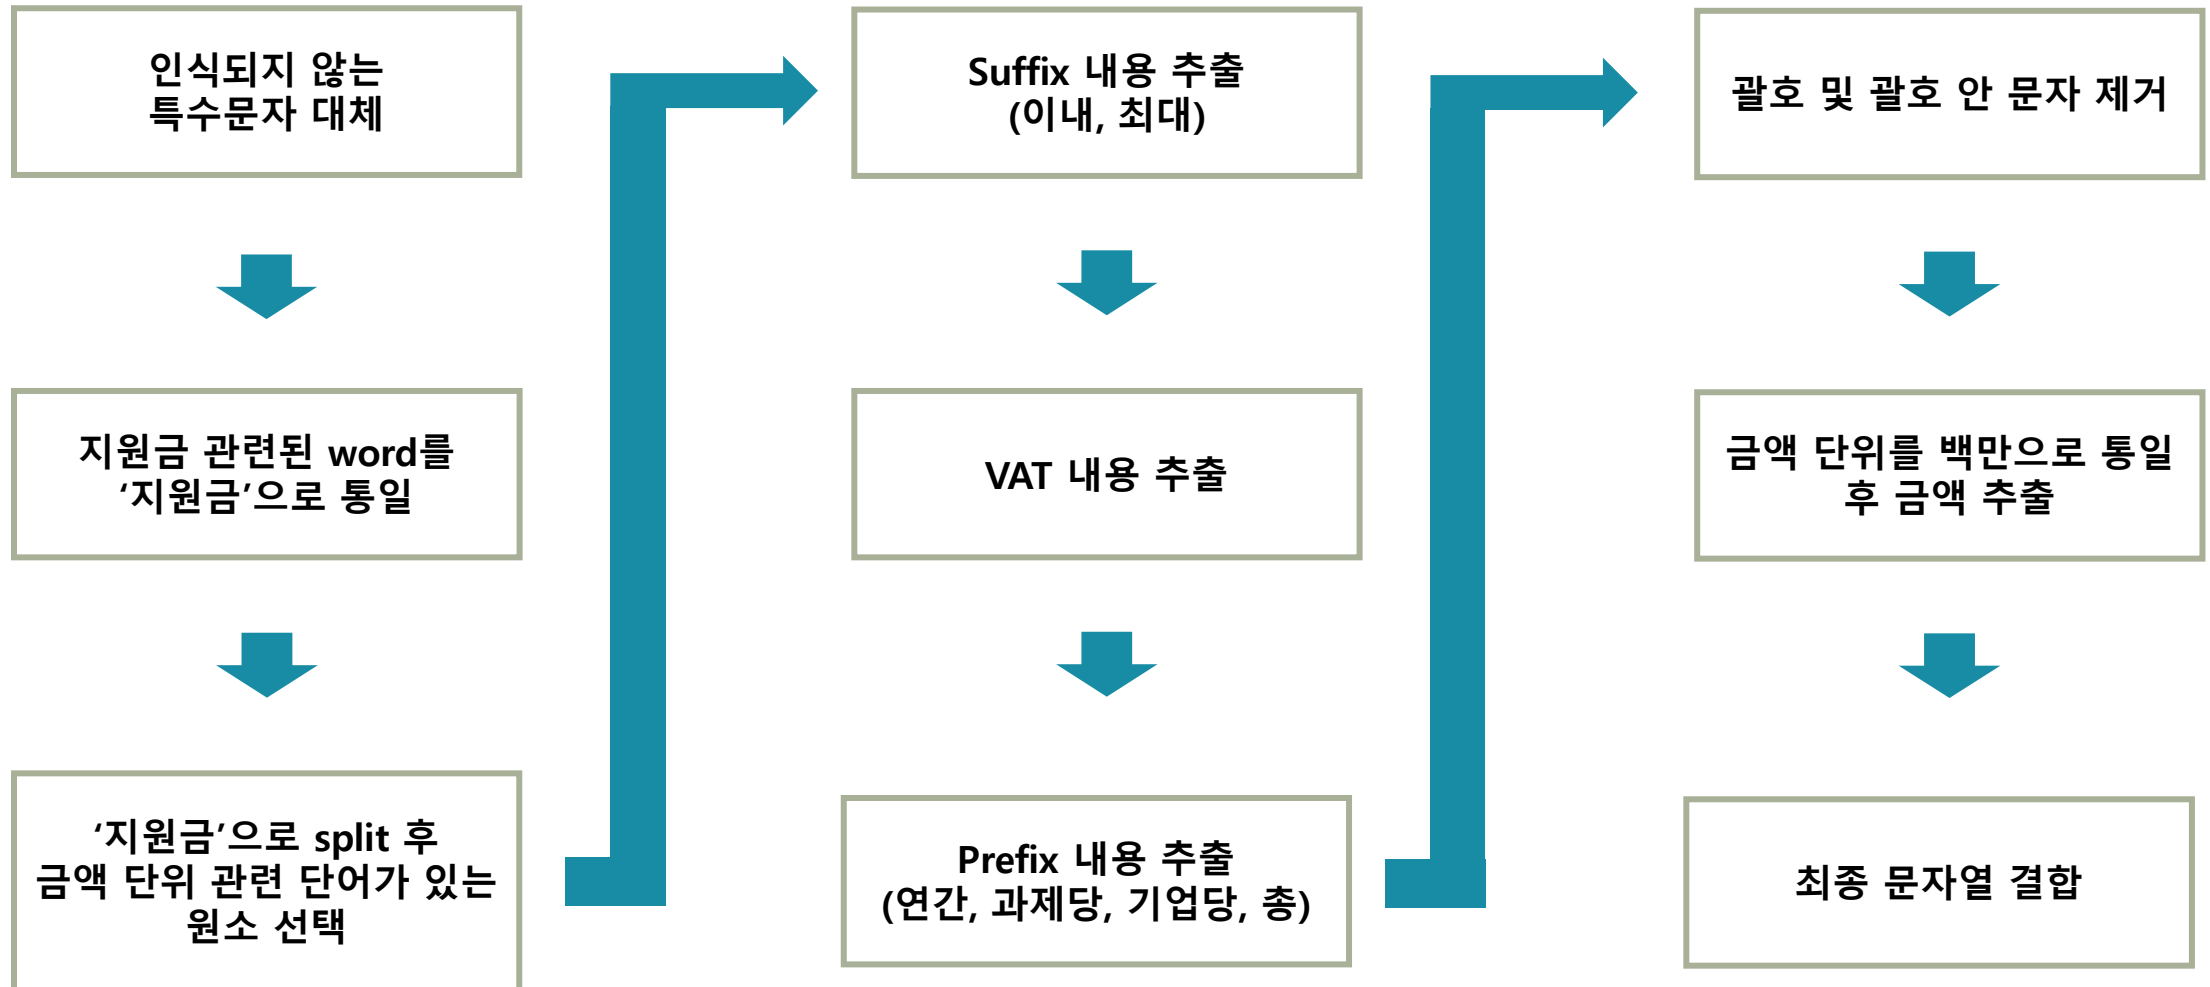 인식되지 않는
특수문자 대체
지원금 관련된 word를
‘지원금’으로 통일
‘지원금’으로 split 후
금액 단위 관련 단어가 있는
원소 선택
Suffix 내용 추출
(이내, 최대)
VAT 내용 추출
Prefix 내용 추출
(연간, 과제당, 기업당, 총)
괄호 및 괄호 안 문자 제거
금액 단위를 백만으로 통일
후 금액 추출
최종 문자열 결합